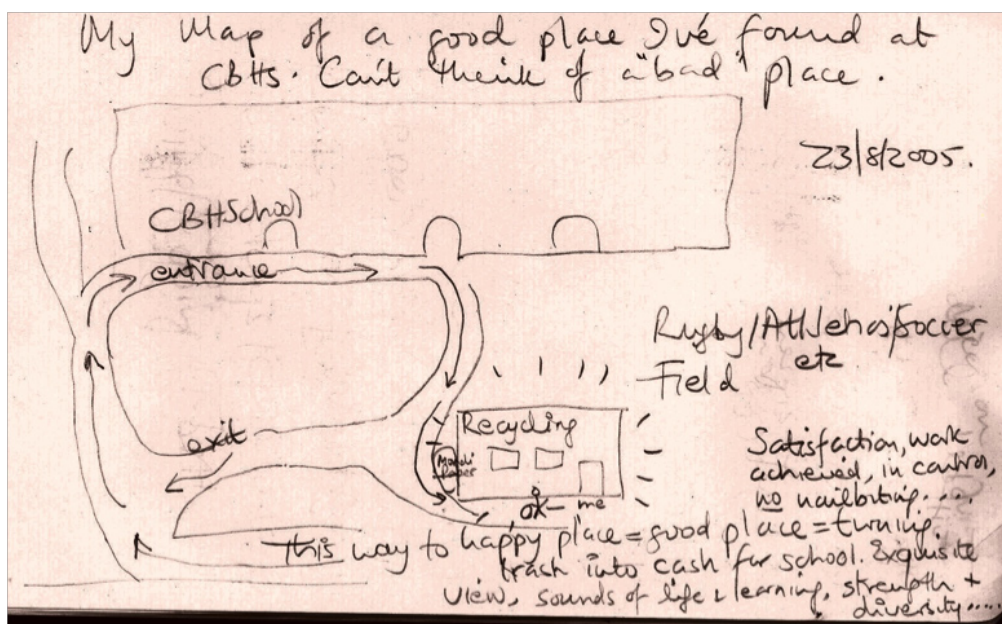 My Map of a good place I've found at
CBHS. Can't think of a "bad" place.
23/8/2005.
CBHSchool
entrance
Rugby/Athletics/Soccer
etc
Field
exit
Recycling
Mondi
Paper
me
Satisfaction, work
achieved, in control,
no nailbiting.....
This way to happy place = good place = turning
trash into cash for school. Exquisite
view, sounds of life & learning, strength +
diversity.....